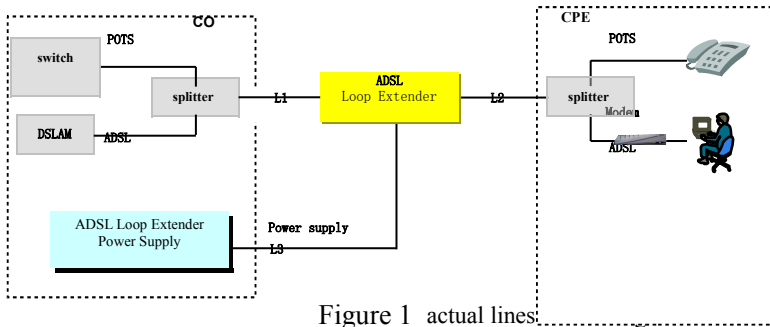 CO
POTS
switch
splitter
DSLAM
ADSL
L1
ADSL
Loop Extender
L2
CPE
POTS
splitter
Modem
ADSL
ADSL Loop Extender
Power Supply
Power supply
L3
Figure 1 actual lines